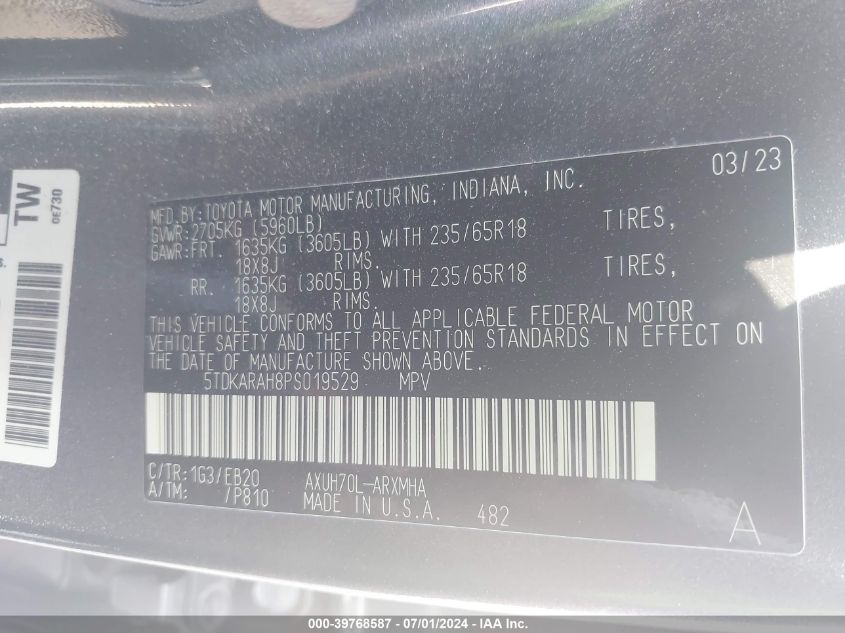 TW
OE730
S.
03/23
MFD.BY:TOYOTA MOTOR MANUFACTURING, INDIANA, INC.
GVWR:2705KG (5960LB)
GAWR:FRT. 1635KG (3605LB) WITH 235/65R18 TIRES,
18X8J RIMS.
RR. 1635KG (3605LB) WITH 235/65R18 TIRES,
18X8J RIMS.
THIS VEHICLE CONFORMS TO ALL APPLICABLE FEDERAL MOTOR
VEHICLE SAFETY AND THEFT PREVENTION STANDARDS IN EFFECT ON
THE DATE OF MANUFACTURE SHOWN ABOVE.
5TDKARAH8PS019529 MPV
C/TR:1G3/EB20 AXUH70L-ARXMHA
A/TM: /P810 MADE IN U.S.A. 482
A
000-39768587 - 07/01/2024 - IAA Inc.